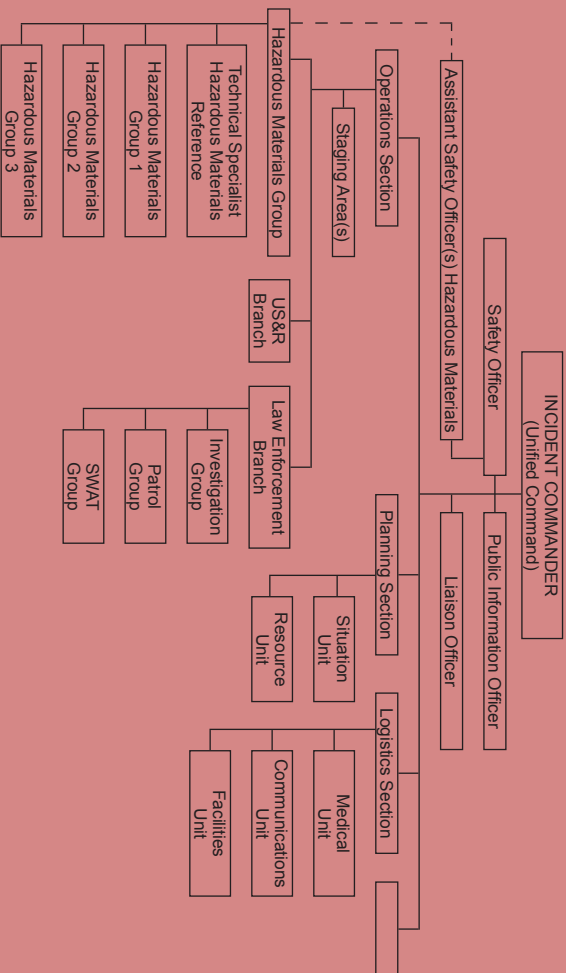 INCIDENT COMMANDER
(Unified Command)
Safety Officer
Public Information Officer
Assistant Safety Officer(s) Hazardous Materials
Liaison Officer
Operations Section
Planning Section
Logistics Section
Staging Area(s)
Hazardous Materials Group
US&R
Branch
Law Enforcement
Branch
Technical Specialist
Hazardous Materials
Reference
Hazardous Materials
Group 1
Hazardous Materials
Group 2
Hazardous Materials
Group 3
Investigation
Group
Patrol
Group
SWAT
Group
Situation
Unit
Resource
Unit
Medical
Unit
Communications
Unit
Facilities
Unit